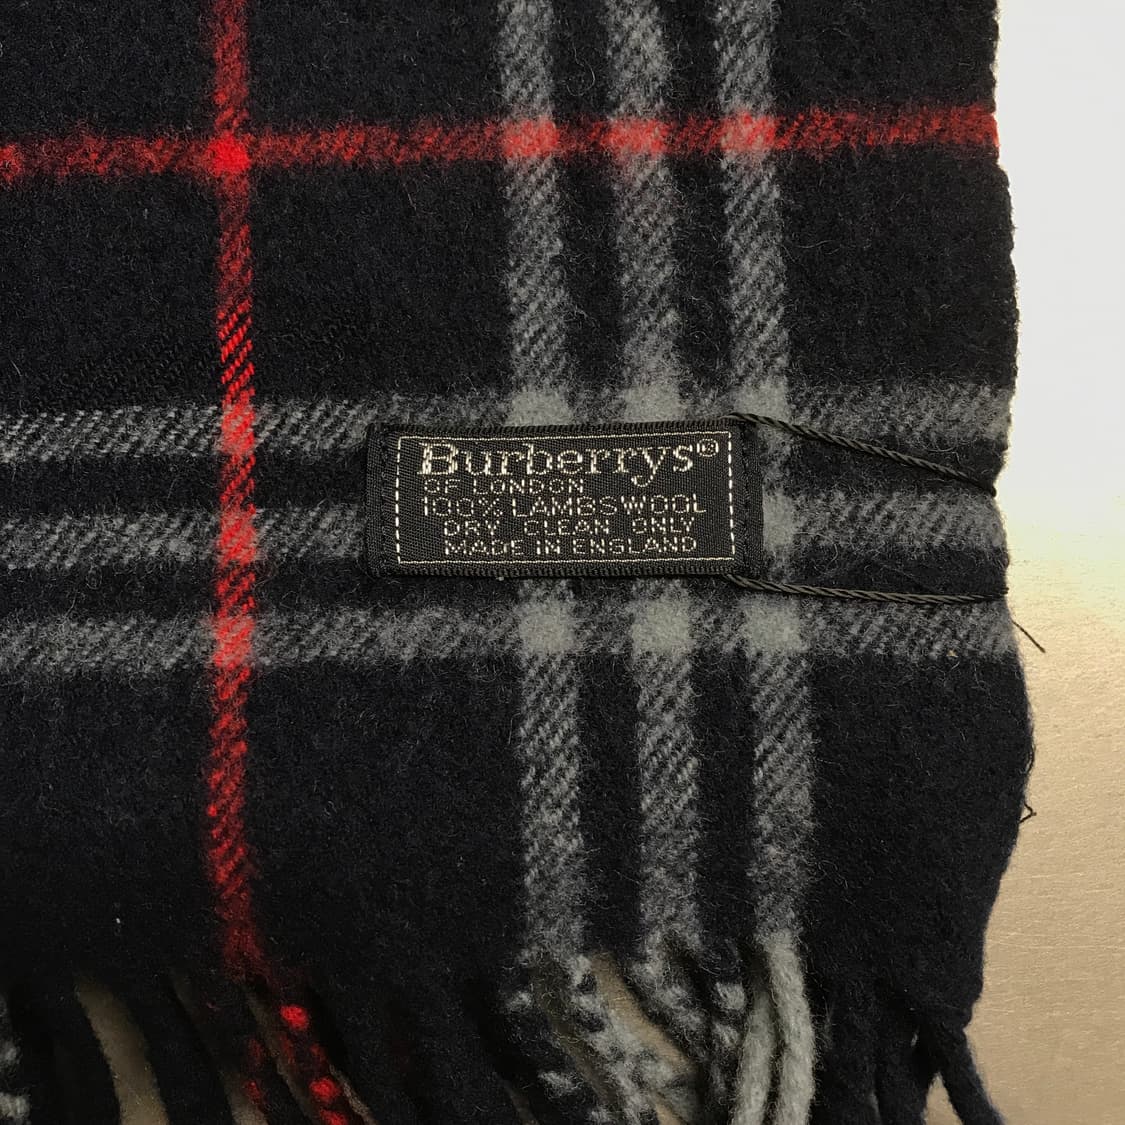 Burberrys®
OF LONDON
100% LAMBSWOOL
DRY CLEAN ONLY
MADE IN ENGLAND